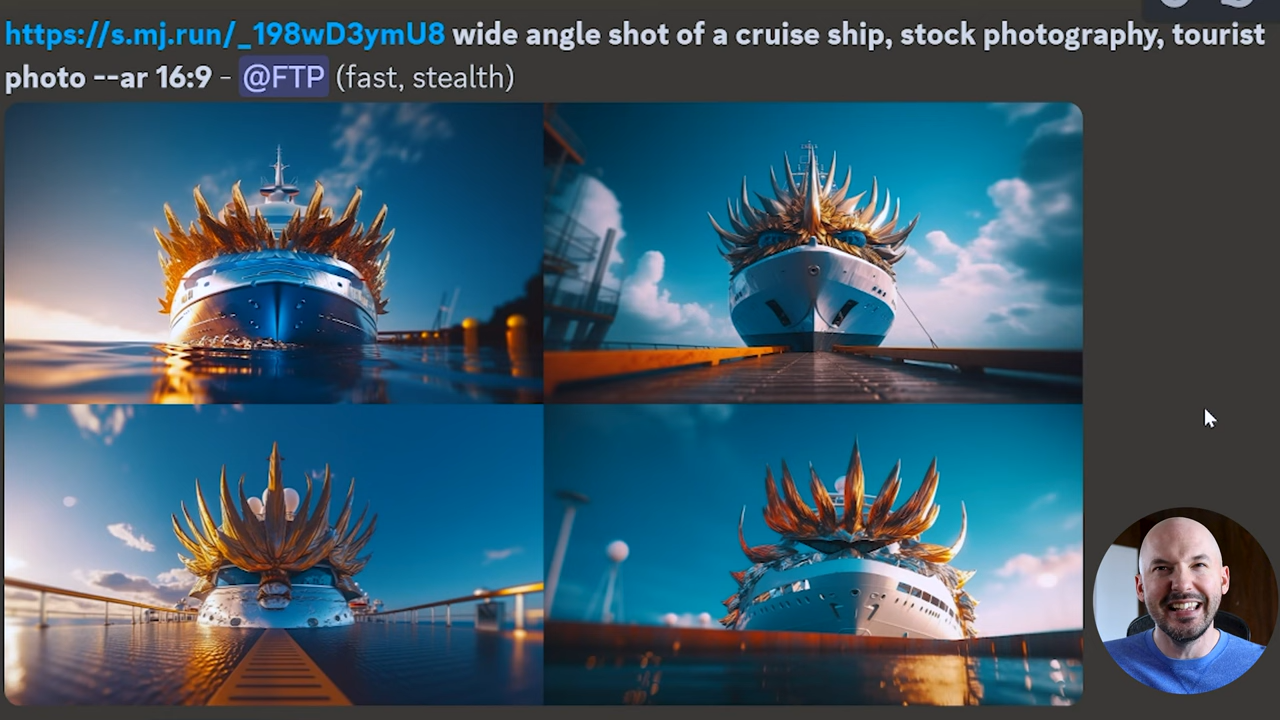 https://s.mj.run/_198wD3ymU8 wide angle shot of a cruise ship, stock photography, tourist
photo --ar 16:9 - @FTP (fast, stealth)